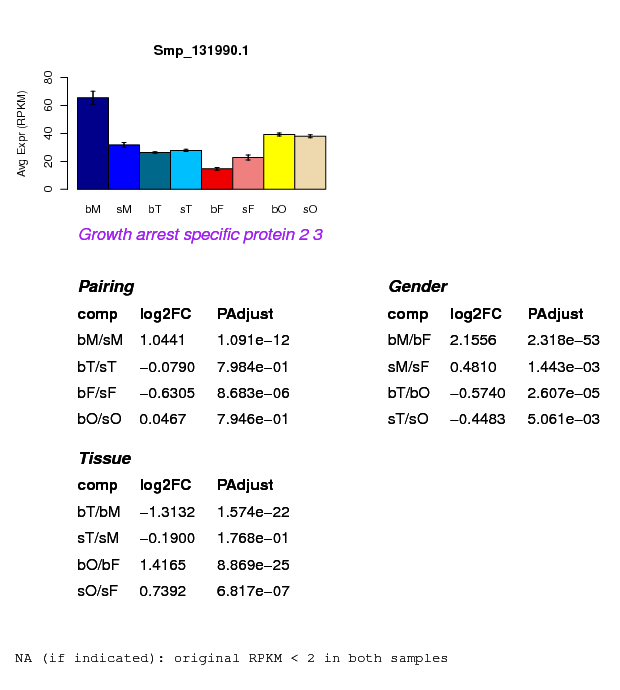 Smp_131990.1
Avg Expr (RPKM)
80
60
40
20
0
bM sM bT sT bF sF bO sO
Growth arrest specific protein 2 3
Pairing
comp log2FC PAdjust
bM/sM 1.0441 1.091e−12
bT/sT −0.0790 7.984e−01
bF/sF −0.6305 8.683e−06
bO/sO 0.0467 7.946e−01
Gender
comp log2FC PAdjust
bM/bF 2.1556 2.318e−53
sM/sF 0.4810 1.443e−03
bT/bO −0.5740 2.607e−05
sT/sO −0.4483 5.061e−03
Tissue
comp log2FC PAdjust
bT/bM −1.3132 1.574e−22
sT/sM −0.1900 1.768e−01
bO/bF 1.4165 8.869e−25
sO/sF 0.7392 6.817e−07
NA (if indicated): original RPKM < 2 in both samples